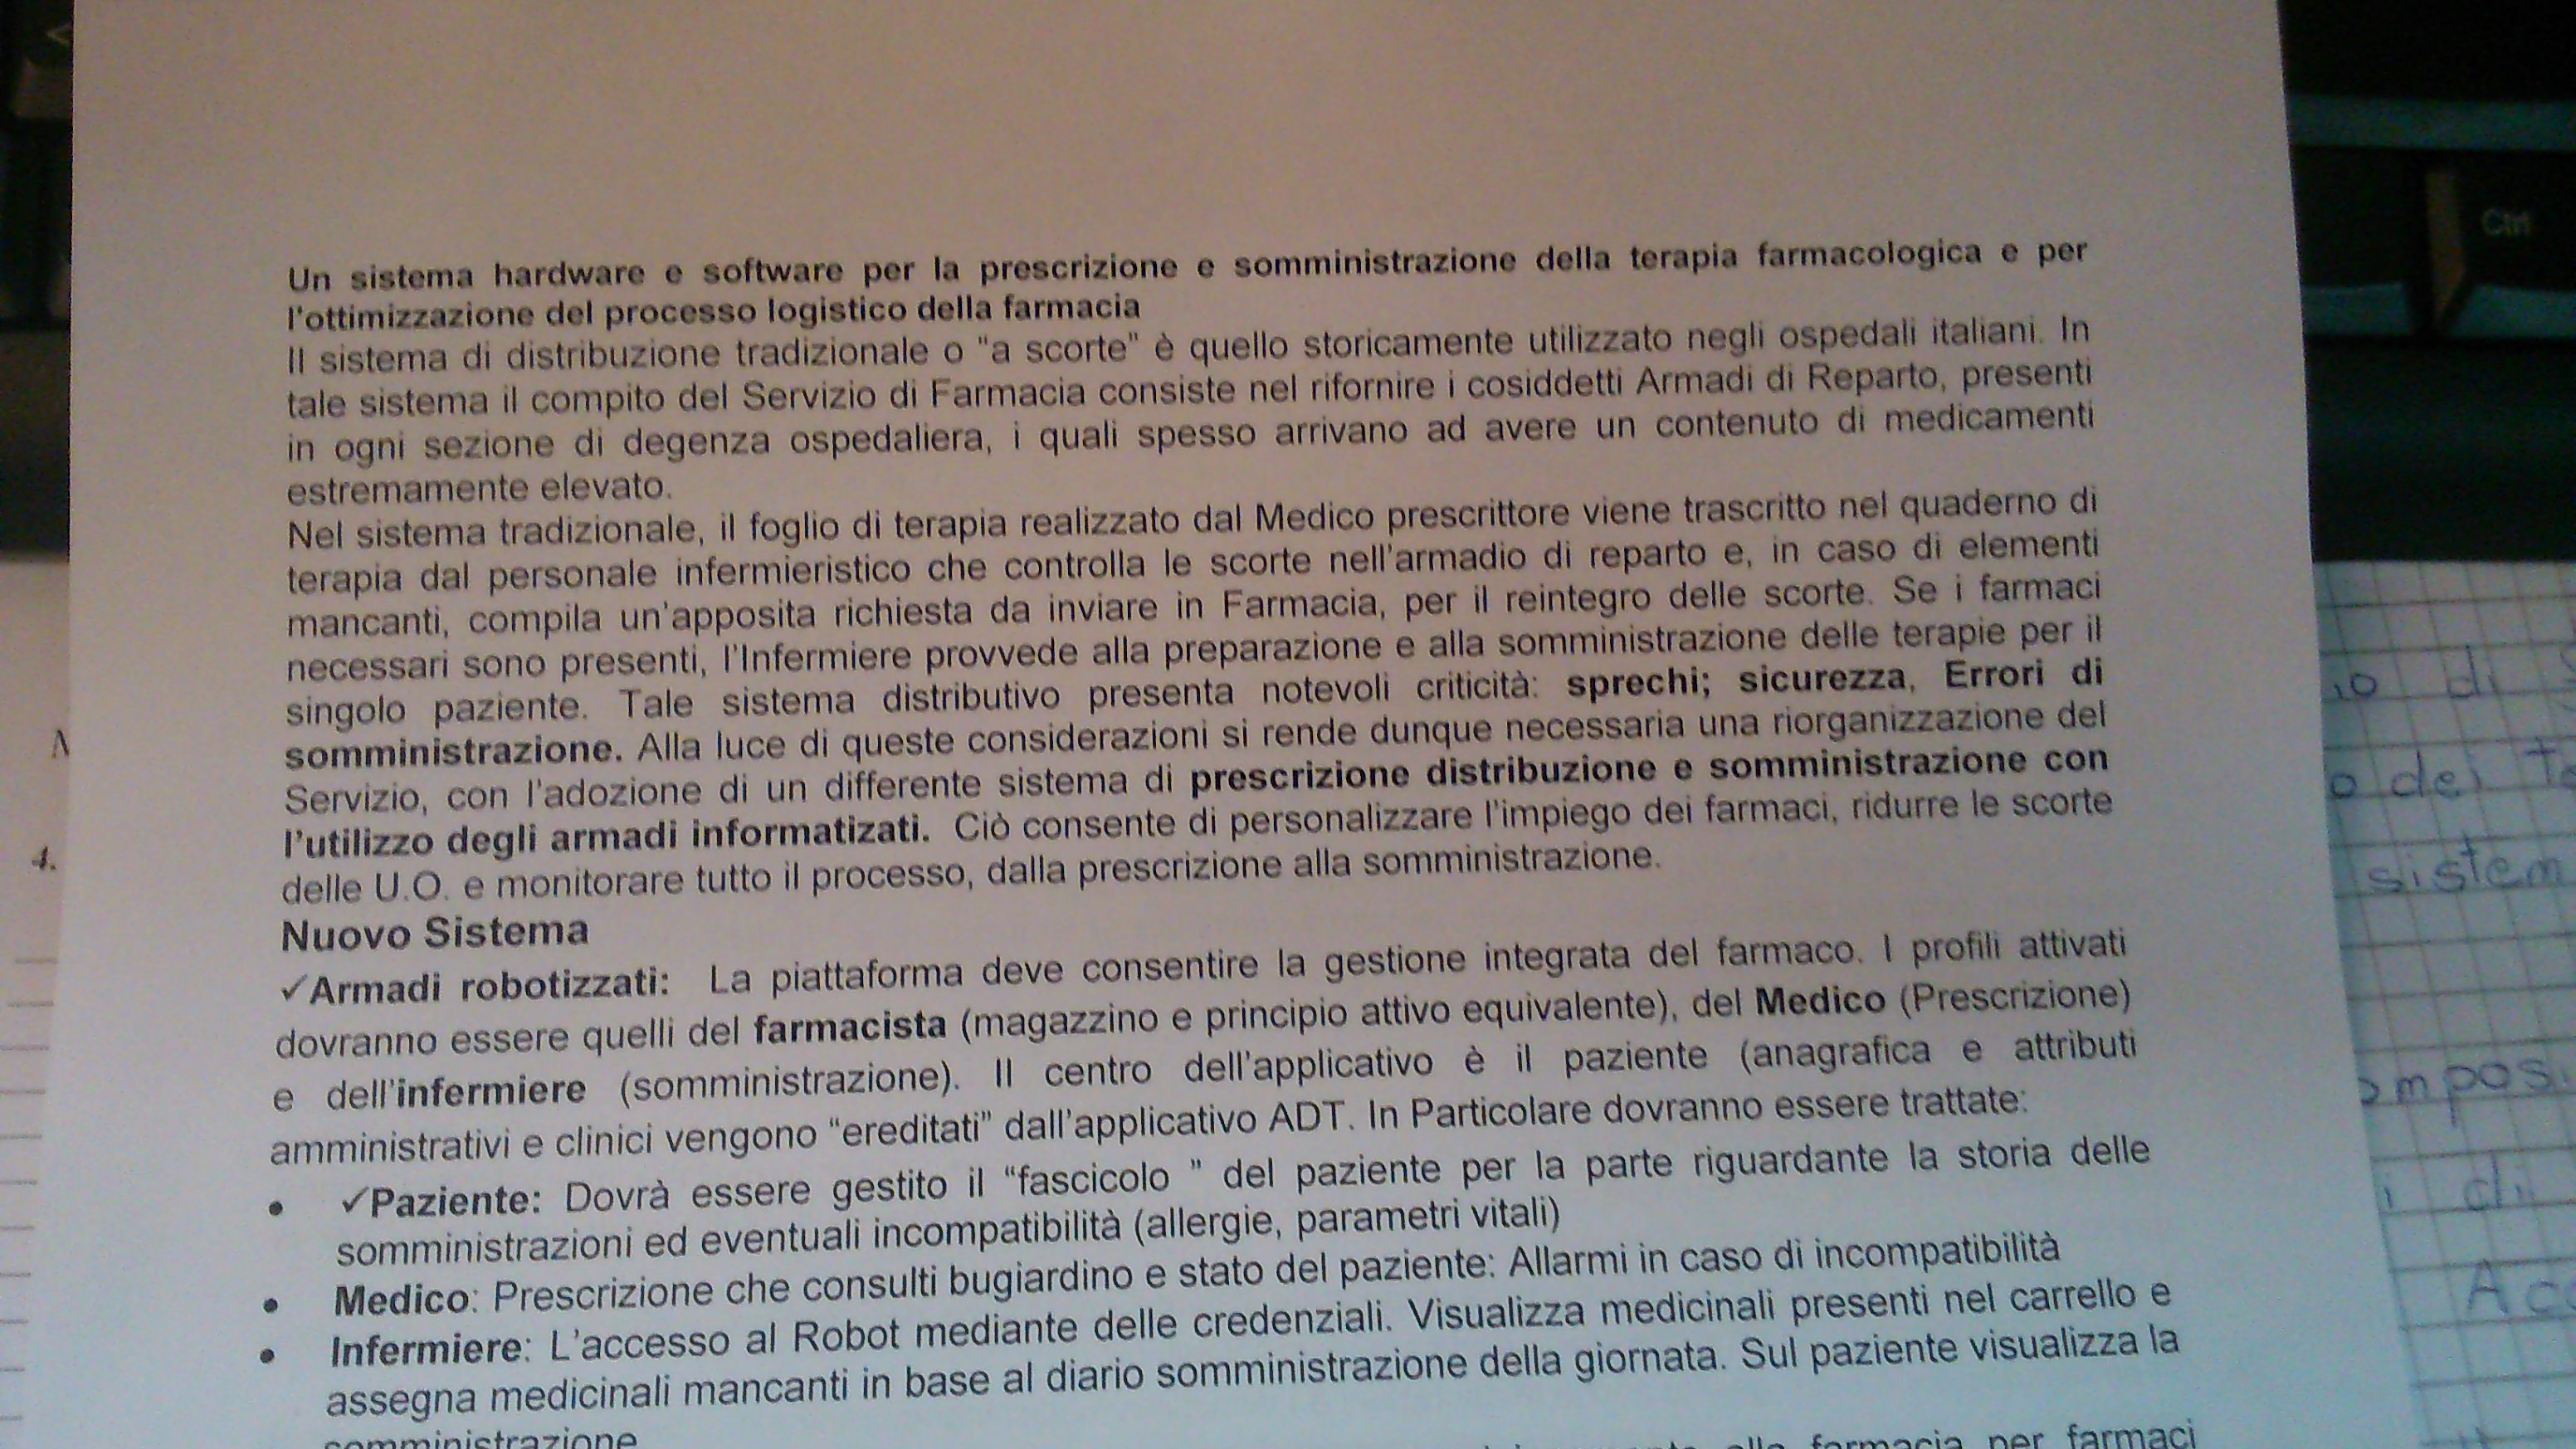 Un sistema hardware e software per la prescrizione e somministrazione della terapia farmacologica e per
l'ottimizzazione del processo logistico della farmacia
Il sistema di distribuzione tradizionale o “a scorte” è quello storicamente utilizzato negli ospedali italiani. In
tale sistema il compito del Servizio di Farmacia consiste nel rifornire i cosiddetti Armadi di Reparto, presenti
in ogni sezione di degenza ospedaliera, i quali spesso arrivano ad avere un contenuto di medicamenti
estremamente elevato.
Nel sistema tradizionale, il foglio di terapia realizzato dal Medico prescrittore viene trascritto nel quaderno di
terapia dal personale infermieristico che controlla le scorte nell’armadio di reparto e, in caso di elementi
mancanti, compila un’apposita richiesta da inviare in Farmacia, per il reintegro delle scorte. Se i farmaci
necessari sono presenti, l’Infermiere provvede alla preparazione e alla somministrazione delle terapie per il
singolo paziente. Tale sistema distributivo presenta notevoli criticità: sprechi; sicurezza, Errori di
somministrazione. Alla luce di queste considerazioni si rende dunque necessaria una riorganizzazione del
Servizio, con l’adozione di un differente sistema di prescrizione distribuzione e somministrazione con
l’utilizzo degli armadi informatizati. Ciò consente di personalizzare l’impiego dei farmaci, ridurre le scorte
delle U.O. e monitorare tutto il processo, dalla prescrizione alla somministrazione.
Nuovo Sistema
✓Armadi robotizzati: La piattaforma deve consentire la gestione integrata del farmaco. I profili attivati
dovranno essere quelli del farmacista (magazzino e principio attivo equivalente), del Medico (Prescrizione)
e dell’infermiere (somministrazione). Il centro dell’applicativo è il paziente (anagrafica e attributi
amministrativi e clinici vengono “ereditati” dall’applicativo ADT. In Particolare dovranno essere trattate:
• ✓Paziente: Dovrà essere gestito il “fascicolo ” del paziente per la parte riguardante la storia delle
somministrazioni ed eventuali incompatibilità (allergie, parametri vitali)
• Medico: Prescrizione che consulti bugiardino e stato del paziente: Allarmi in caso di incompatibilità
• Infermiere: L’accesso al Robot mediante delle credenziali. Visualizza medicinali presenti nel carrello e
assegna medicinali mancanti in base al diario somministrazione della giornata. Sul paziente visualizza la
somministrazione
farmacia per farmaci
4.
Ctrl
io di
o dei
sistem
omposi
i di
Ac